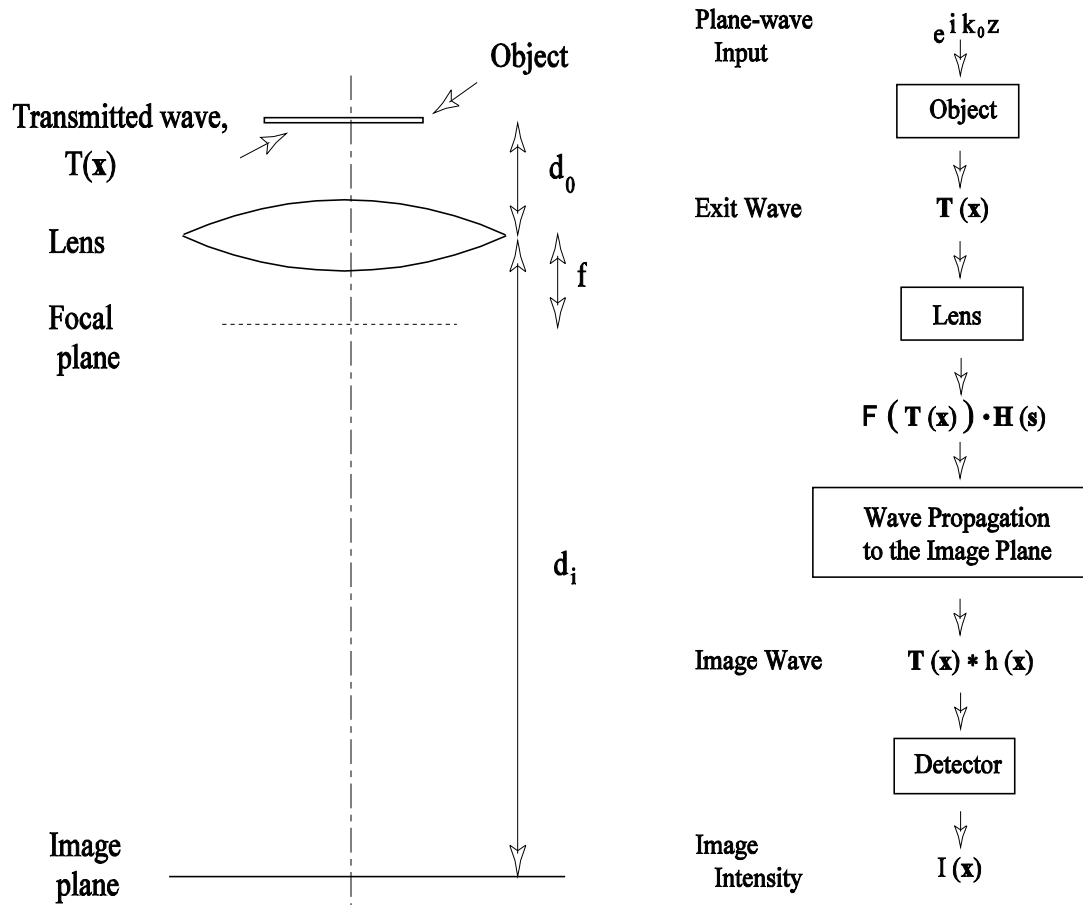 Object
Transmitted wave,
T(x)
d₀
Lens
f
Focal
plane
dᵢ
Image
plane
Plane-wave
Input
e^{i k₀z}
Object
Exit Wave
T (x)
Lens
F ( T (x) ) · H (s)
Wave Propagation
to the Image Plane
Image Wave
T (x) * h (x)
Detector
Image
Intensity
I (x)